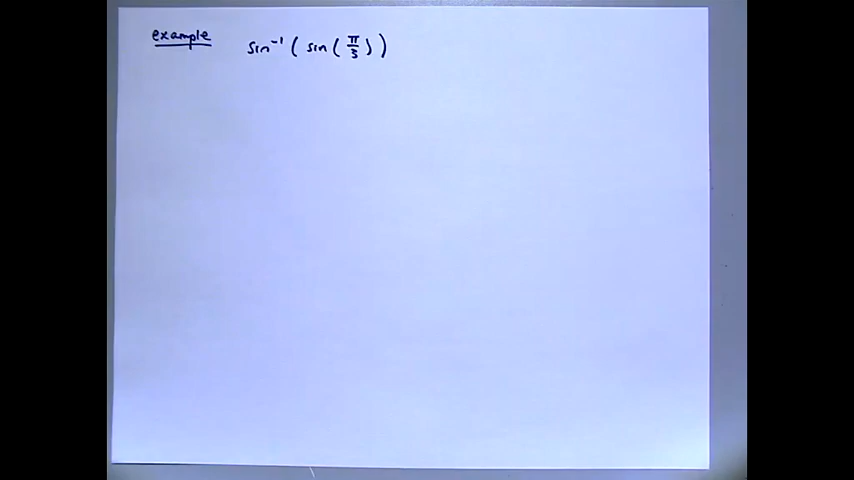 example sin⁻¹ ( sin ( π/3 ) )